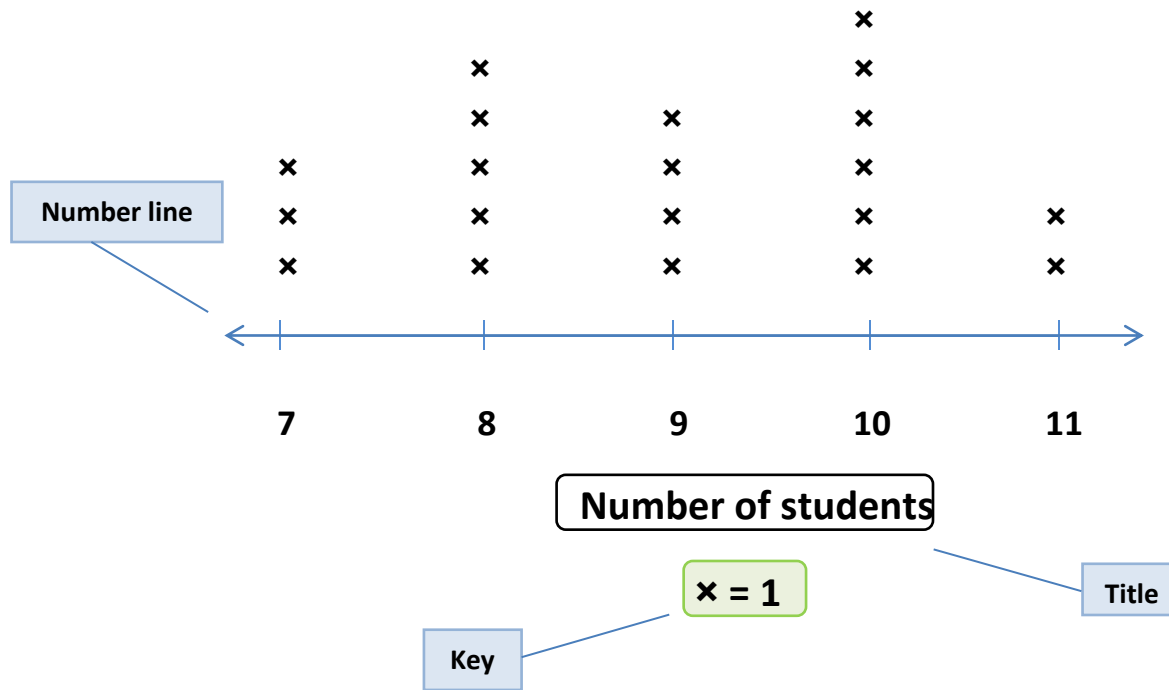 Number line
7 8 9 10 11
Number of students
× = 1
Title
Key